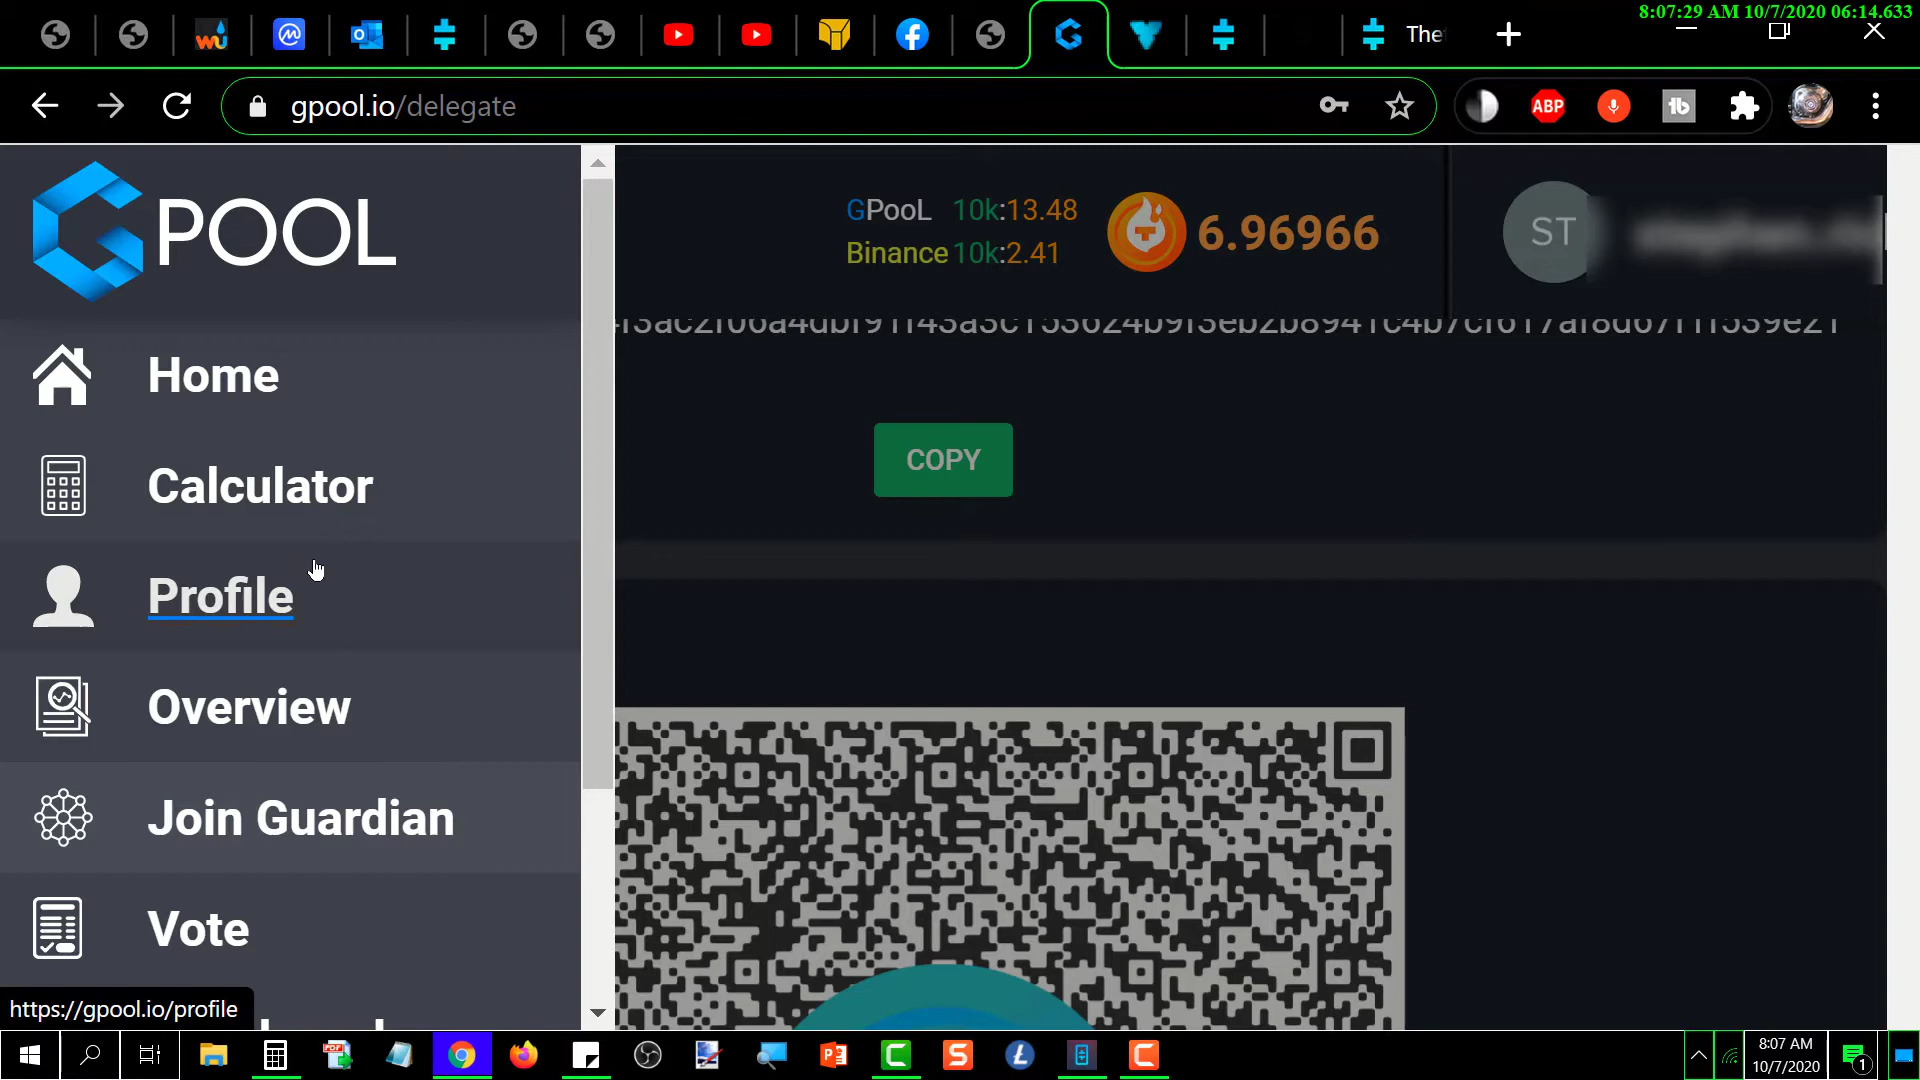 8:07:29 AM 10/7/2020 06:14.633
The
gpool.io/delegate
ABP
GPOOL
GPooL 10k:13.48
Binance 10k:2.41
6.96966
ST
Home
COPY
Calculator
Profile
Overview
Join Guardian
Vote
https://gpool.io/profile
8:07 AM
10/7/2020
1